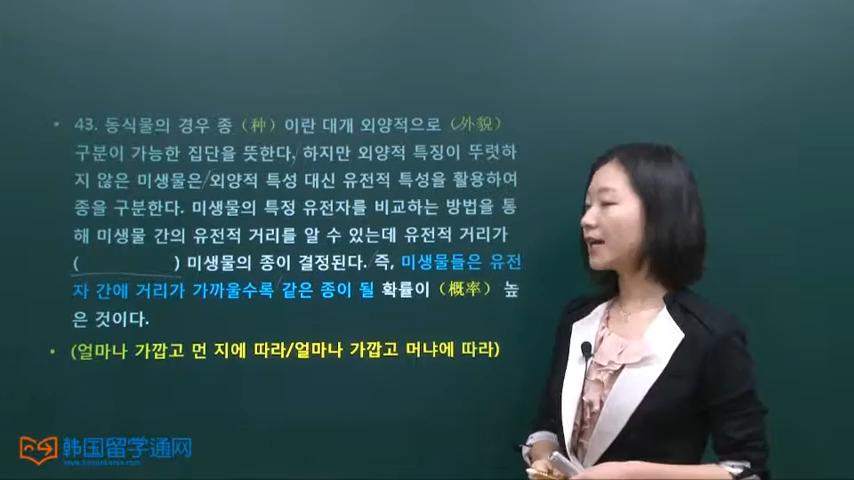 • 43. 동식물의 경우 종（种）이란 대개 외양적으로（外貌）
구분이 가능한 집단을 뜻한다. 하지만 외양적 특징이 뚜렷하
지 않은 미생물은 외양적 특성 대신 유전적 특성을 활용하여
종을 구분한다. 미생물의 특정 유전자를 비교하는 방법을 통
해 미생물 간의 유전적 거리를 알 수 있는데 유전적 거리가
( ) 미생물의 종이 결정된다. 즉, 미생물들은 유전
자 간에 거리가 가까울수록 같은 종이 될 확률이（概率）높
은 것이다.
• (얼마나 가깝고 먼 지에 따라/얼마나 가깝고 머냐에 따라)
韩国留学通网